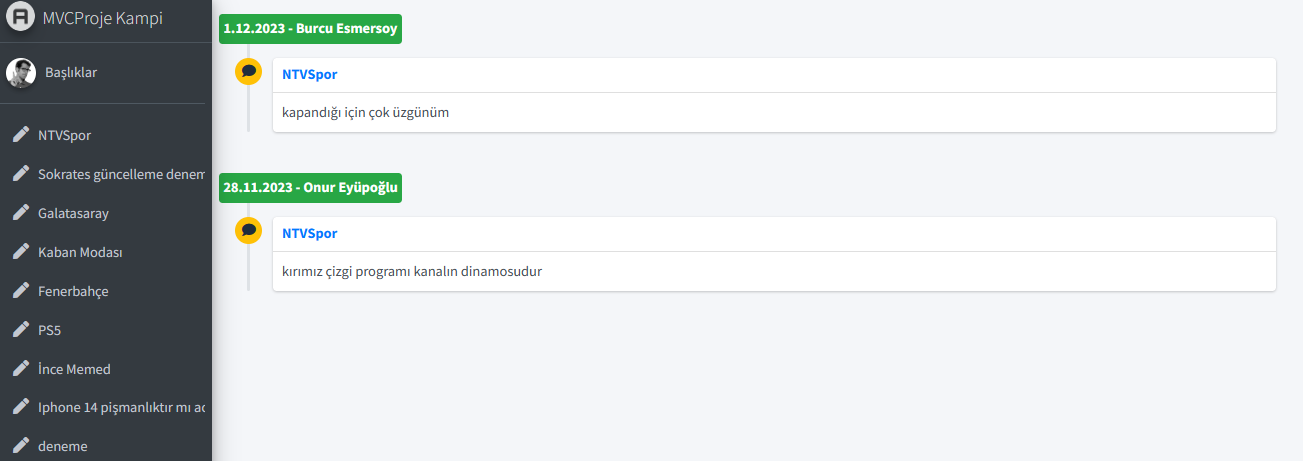 MVCProje Kampi
Başlıklar
NTVSpor
Sokrates güncelleme denem
Galatasaray
Kaban Modası
Fenerbahçe
PS5
İnce Memed
Iphone 14 pişmanlıktır mı
deneme
1.12.2023 - Burcu Esmersoy
NTVSpor
kapandığı için çok üzgünüm
28.11.2023 - Onur Eyüpoğlu
NTVSpor
kırımız çizgi programı kanalın dinamosudur